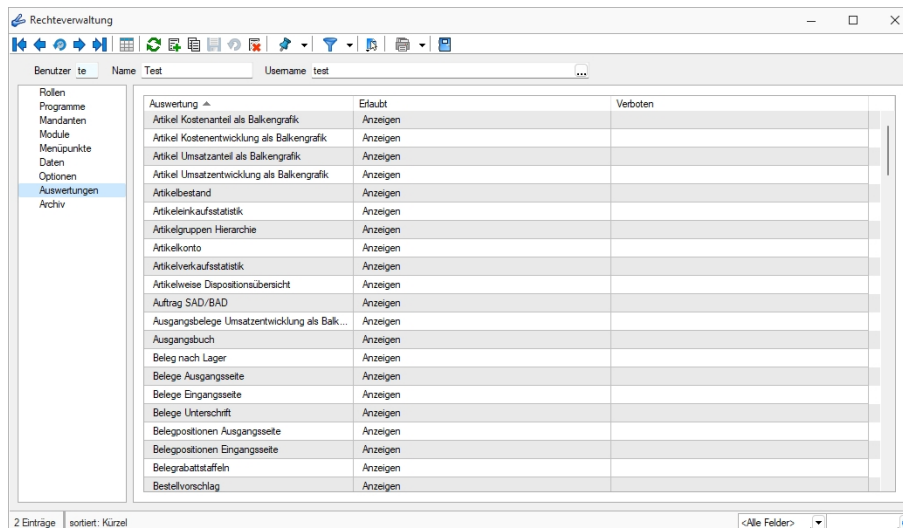 Rechteverwaltung
Benutzer te Name Test Username test ...
Rollen
Programme
Mandanten
Module
Menüpunkte
Daten
Optionen
Auswertungen
Archiv
Auswertung Erlaubt Verboten
Artikel Kostenanteil als Balkengrafik Anzeigen
Artikel Kostenentwicklung als Balkengrafik Anzeigen
Artikel Umsatzanteil als Balkengrafik Anzeigen
Artikel Umsatzentwicklung als Balkengrafik Anzeigen
Artikelbestand Anzeigen
Artikeleinkaufsstatistik Anzeigen
Artikelgruppen Hierarchie Anzeigen
Artikelkonto Anzeigen
Artikelverkaufsstatistik Anzeigen
Artikelweise Dispositionsübersicht Anzeigen
Auftrag SAD/BAD Anzeigen
Ausgangsbelege Umsatzentwicklung als Balk... Anzeigen
Ausgangsbuch Anzeigen
Beleg nach Lager Anzeigen
Belege Ausgangsseite Anzeigen
Belege Eingangsseite Anzeigen
Belege Unterschrift Anzeigen
Belegpositionen Ausgangsseite Anzeigen
Belegpositionen Eingangsseite Anzeigen
Belegrabattstaffeln Anzeigen
Bestellvorschlag Anzeigen
2 Einträge sortiert: Kürzel <Alle Felder>